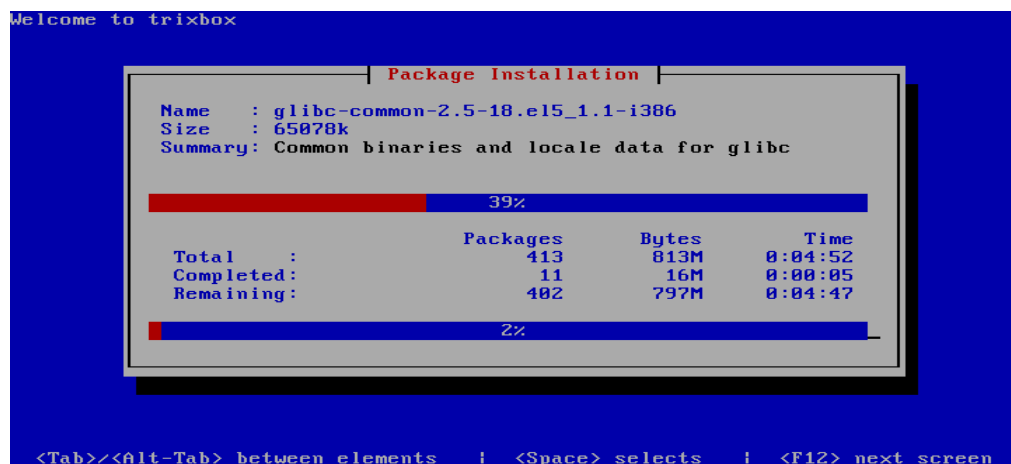 Welcome to trixbox
Package Installation
Name : glibc-common-2.5-18.el5_1.1-i386
Size : 65078k
Summary: Common binaries and locale data for glibc
39%
Packages Bytes Time
Total : 413 813M 0:04:52
Completed: 11 16M 0:00:05
Remaining: 402 797M 0:04:47
2%
<Tab>/<Alt-Tab> between elements | <Space> selects | <F12> next screen